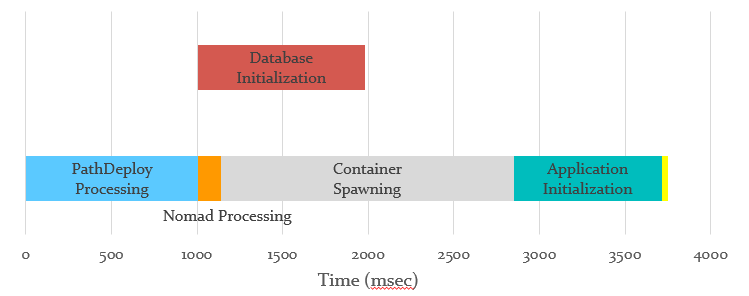 Database
Initialization
PathDeploy
Processing
Container
Spawning
Application
Initialization
Nomad Processing
0 500 1000 1500 2000 2500 3000 3500 4000
Time (msec)